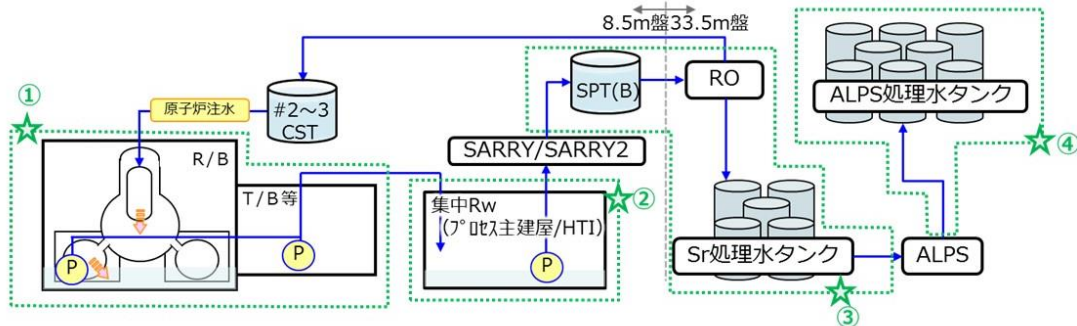 8.5m盤33.5m盤
①
原子炉注水
#2～3
CST
SPT(B)
RO
ALPS処理水タンク
④
R/B
SARRY/SARRY2
T/B等
集中Rw
(ﾌﾟﾛｾｽ主建屋/HTI)
②
P
P
P
Sr処理水タンク
ALPS
③